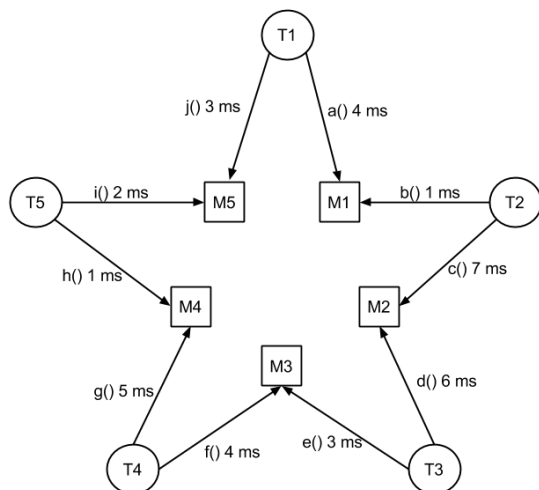 T1
j() 3 ms
a() 4 ms
T5
i() 2 ms
M5
M1
b() 1 ms
T2
h() 1 ms
c() 7 ms
M4
M2
M3
g() 5 ms
d() 6 ms
f() 4 ms
e() 3 ms
T4
T3